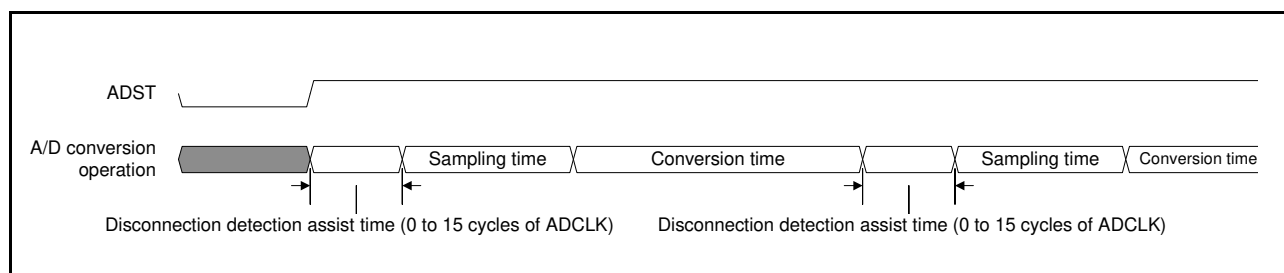 ADST
A/D conversion
operation
Sampling time
Conversion time
Sampling time
Conversion time
Disconnection detection assist time (0 to 15 cycles of ADCLK)
Disconnection detection assist time (0 to 15 cycles of ADCLK)